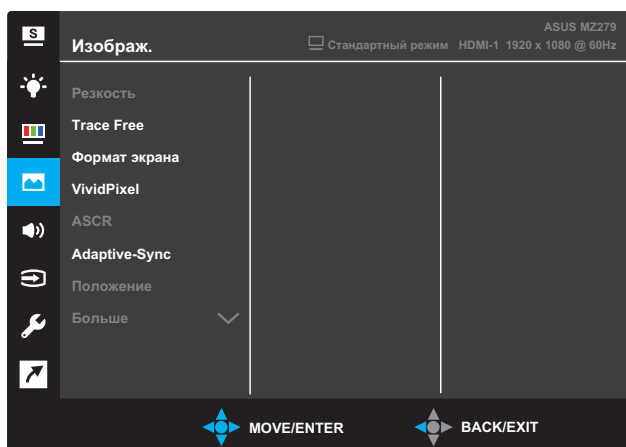 S
ASUS MZ279
Изображ.
Стандартный режим HDMI-1 1920 x 1080 @ 60Hz
Резкость
Trace Free
Формат экрана
VividPixel
ASCR
Adaptive-Sync
Положение
Больше
MOVE/ENTER
BACK/EXIT